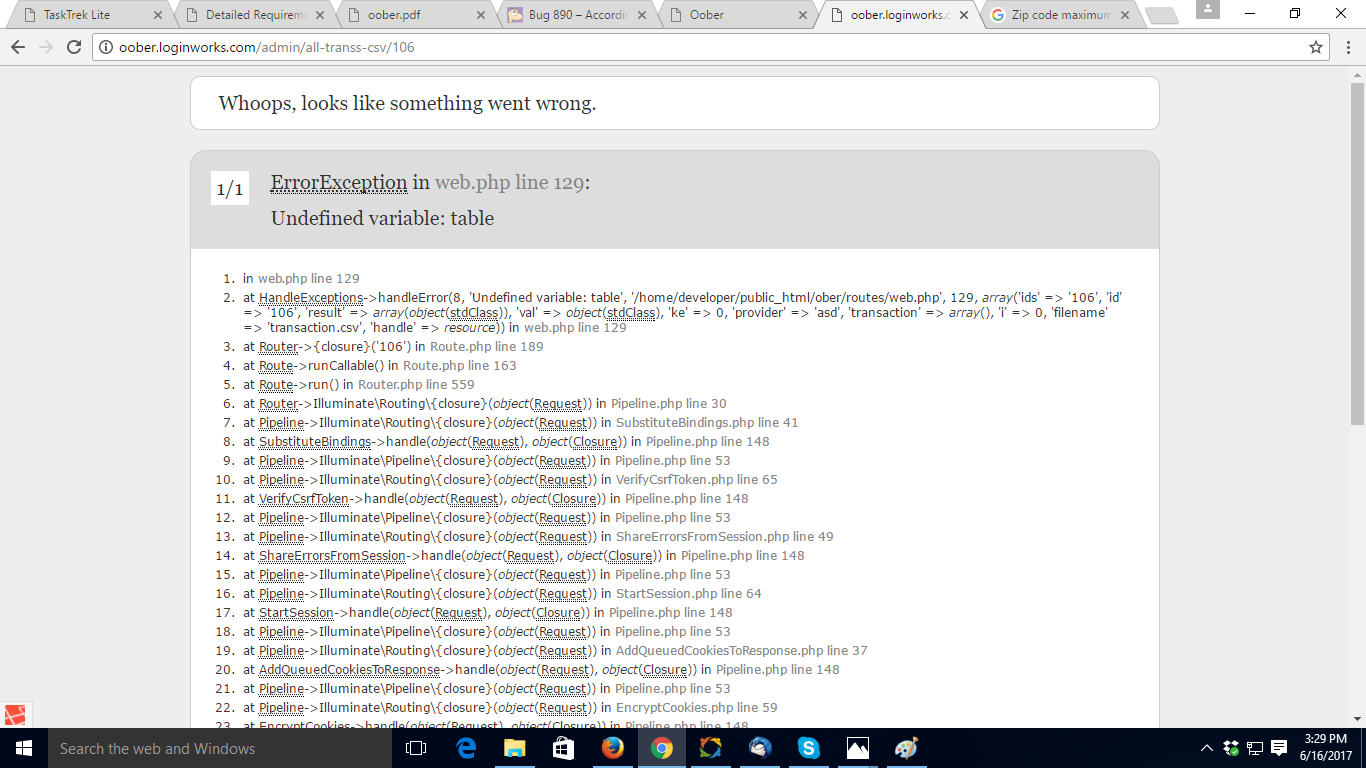 TaskTrek Lite
Detailed Requirem
oober.pdf
Bug 890 – Accordin
Oober
oober.loginworks.c
Zip code maximum
oober.loginworks.com/admin/all-transs-csv/106
Whoops, looks like something went wrong.
1/1
ErrorException in web.php line 129:
Undefined variable: table
1. in web.php line 129
2. at HandleExceptions->handleError(8, 'Undefined variable: table', '/home/developer/public_html/ober/routes/web.php', 129, array('ids' => '106', 'id'
=> '106', 'result' => array(object(stdClass)), 'val' => object(stdClass), 'ke' => 0, 'provider' => 'asd', 'transaction' => array(), 'i' => 0, 'filename'
=> 'transaction.csv', 'handle' => resource)) in web.php line 129
3. at Router->{closure}('106') in Route.php line 189
4. at Route->runCallable() in Route.php line 163
5. at Route->run() in Router.php line 559
6. at Router->Illuminate\Routing\{closure}(object(Request)) in Pipeline.php line 30
7. at Pipeline->Illuminate\Routing\{closure}(object(Request)) in SubstituteBindings.php line 41
8. at SubstituteBindings->handle(object(Request), object(Closure)) in Pipeline.php line 148
9. at Pipeline->Illuminate\Pipeline\{closure}(object(Request)) in Pipeline.php line 53
10. at Pipeline->Illuminate\Routing\{closure}(object(Request)) in VerifyCsrfToken.php line 65
11. at VerifyCsrfToken->handle(object(Request), object(Closure)) in Pipeline.php line 148
12. at Pipeline->Illuminate\Pipeline\{closure}(object(Request)) in Pipeline.php line 53
13. at Pipeline->Illuminate\Routing\{closure}(object(Request)) in ShareErrorsFromSession.php line 49
14. at ShareErrorsFromSession->handle(object(Request), object(Closure)) in Pipeline.php line 148
15. at Pipeline->Illuminate\Pipeline\{closure}(object(Request)) in Pipeline.php line 53
16. at Pipeline->Illuminate\Routing\{closure}(object(Request)) in StartSession.php line 64
17. at StartSession->handle(object(Request), object(Closure)) in Pipeline.php line 148
18. at Pipeline->Illuminate\Pipeline\{closure}(object(Request)) in Pipeline.php line 53
19. at Pipeline->Illuminate\Routing\{closure}(object(Request)) in AddQueuedCookiesToResponse.php line 37
20. at AddQueuedCookiesToResponse->handle(object(Request), object(Closure)) in Pipeline.php line 148
21. at Pipeline->Illuminate\Pipeline\{closure}(object(Request)) in Pipeline.php line 53
22. at Pipeline->Illuminate\Routing\{closure}(object(Request)) in EncryptCookies.php line 59
23. at EncryptCookies->handle(object(Request), object(Closure)) in Pipeline.php line 148
Search the web and Windows
3:29 PM
6/16/2017